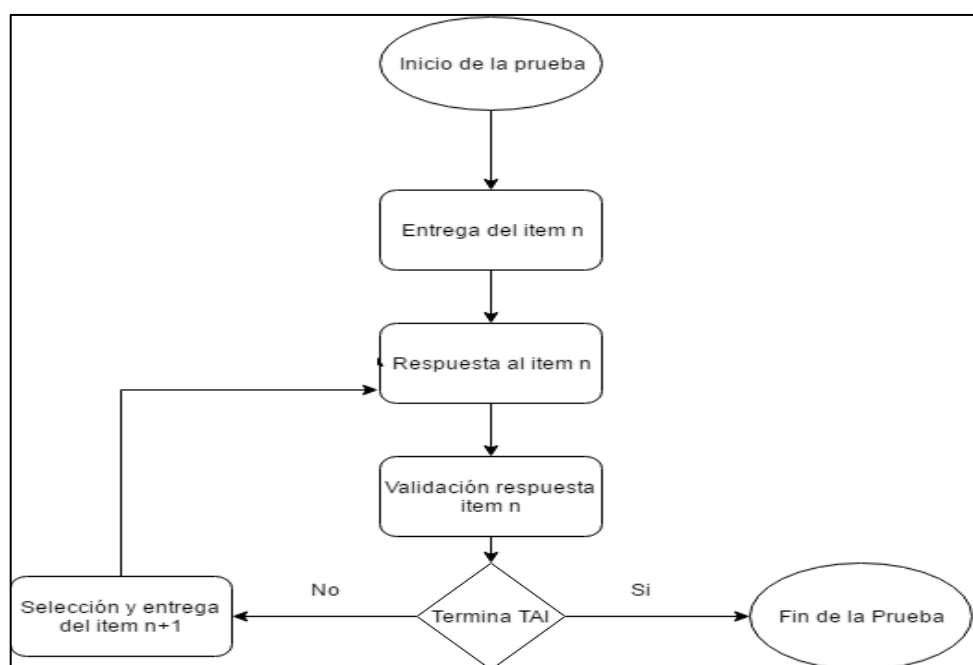 Inicio de la prueba
Entrega del item n
Respuesta al item n
Validación respuesta
item n
No
Si
Selección y entrega
del item n+1
Termina TAI
Fin de la Prueba